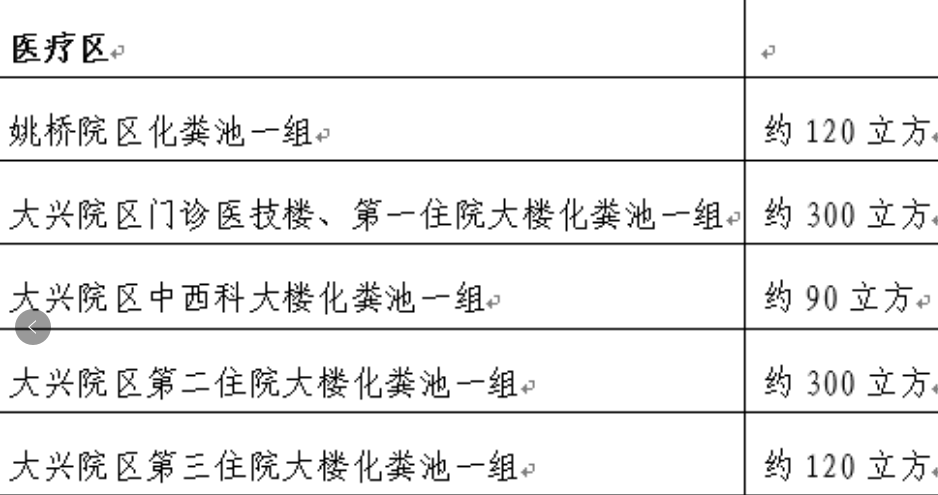 医疗区
姚桥院区化粪池一组 约 120 立方
大兴院区门诊医技楼、第一住院大楼化粪池一组 约 300 立方
大兴院区中西科大楼化粪池一组 约 90 立方
大兴院区第二住院大楼化粪池一组 约 300 立方
大兴院区第三住院大楼化粪池一组 约 120 立方